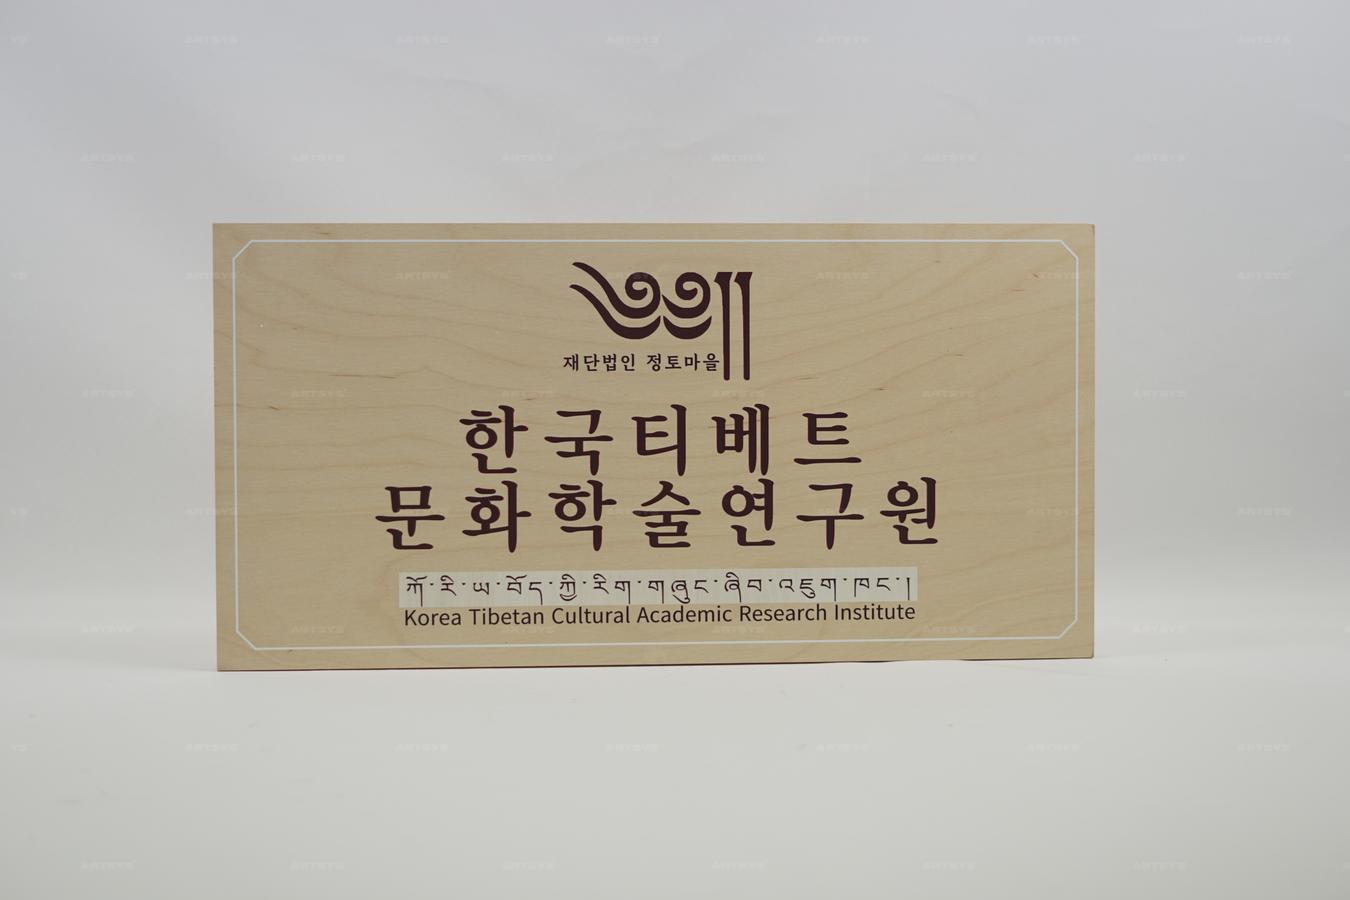 재단법인 정토마을
한국티베트
문화학술연구원
ཀོ་རི་ཡ་བོད་ཀྱི་རིག་གཞུང་ཞིབ་འཇུག་ཁང་།
Korea Tibetan Cultural Academic Research Institute